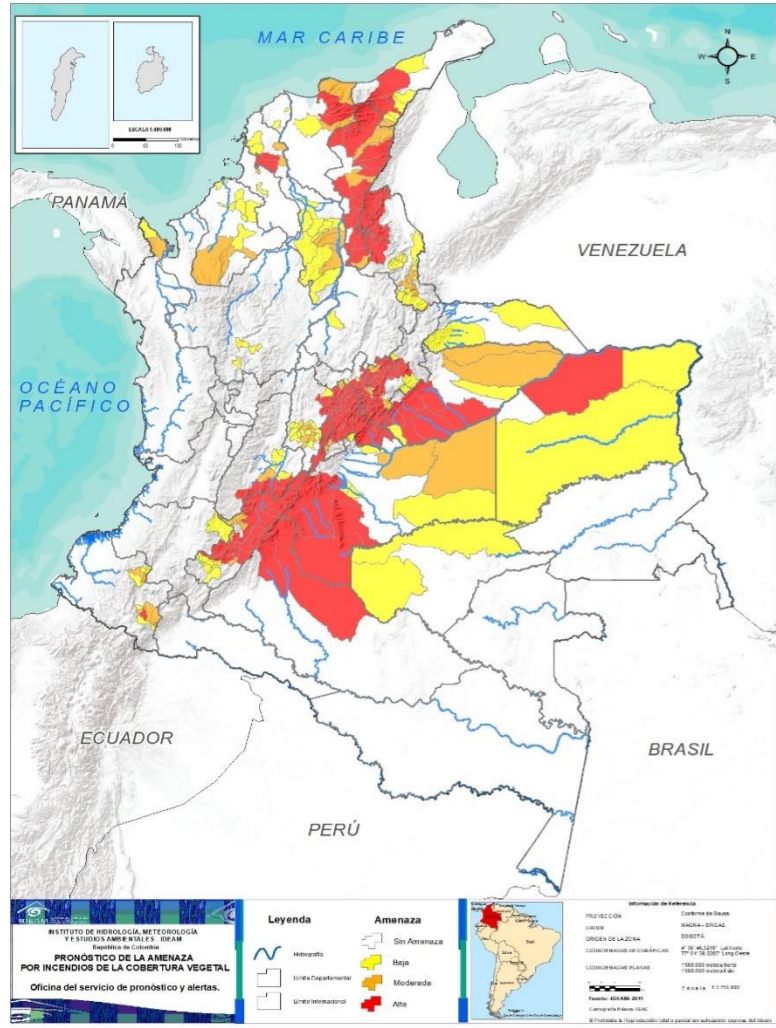 MAR CARIBE
N
W
E
S
PANAMÁ
VENEZUELA
OCÉANO
PACÍFICO
ECUADOR
BRASIL
PERÚ
IDEAM
INSTITUTO DE HIDROLOGÍA, METEOROLOGÍA
Y ESTUDIOS AMBIENTALES - IDEAM
República de Colombia
PRONÓSTICO DE LA AMENAZA
POR INCENDIOS DE LA COBERTURA VEGETAL
Oficina del servicio de pronóstico y alertas.
Leyenda
Hidrografía
Límite Departamental
Límite Internacional
Amenaza
Sin Amenaza
Baja
Moderada
Alta
Información de Referencia
PROYECCIÓN
Conforme de Gauss
DATUM
MAGNA - SIRGAS
ORIGEN DE LA ZONA
BOGOTÁ
COORDENADAS GEOGRÁFICAS
COORDENADAS PLANAS
Escala
Cartografía Básica: IGAC